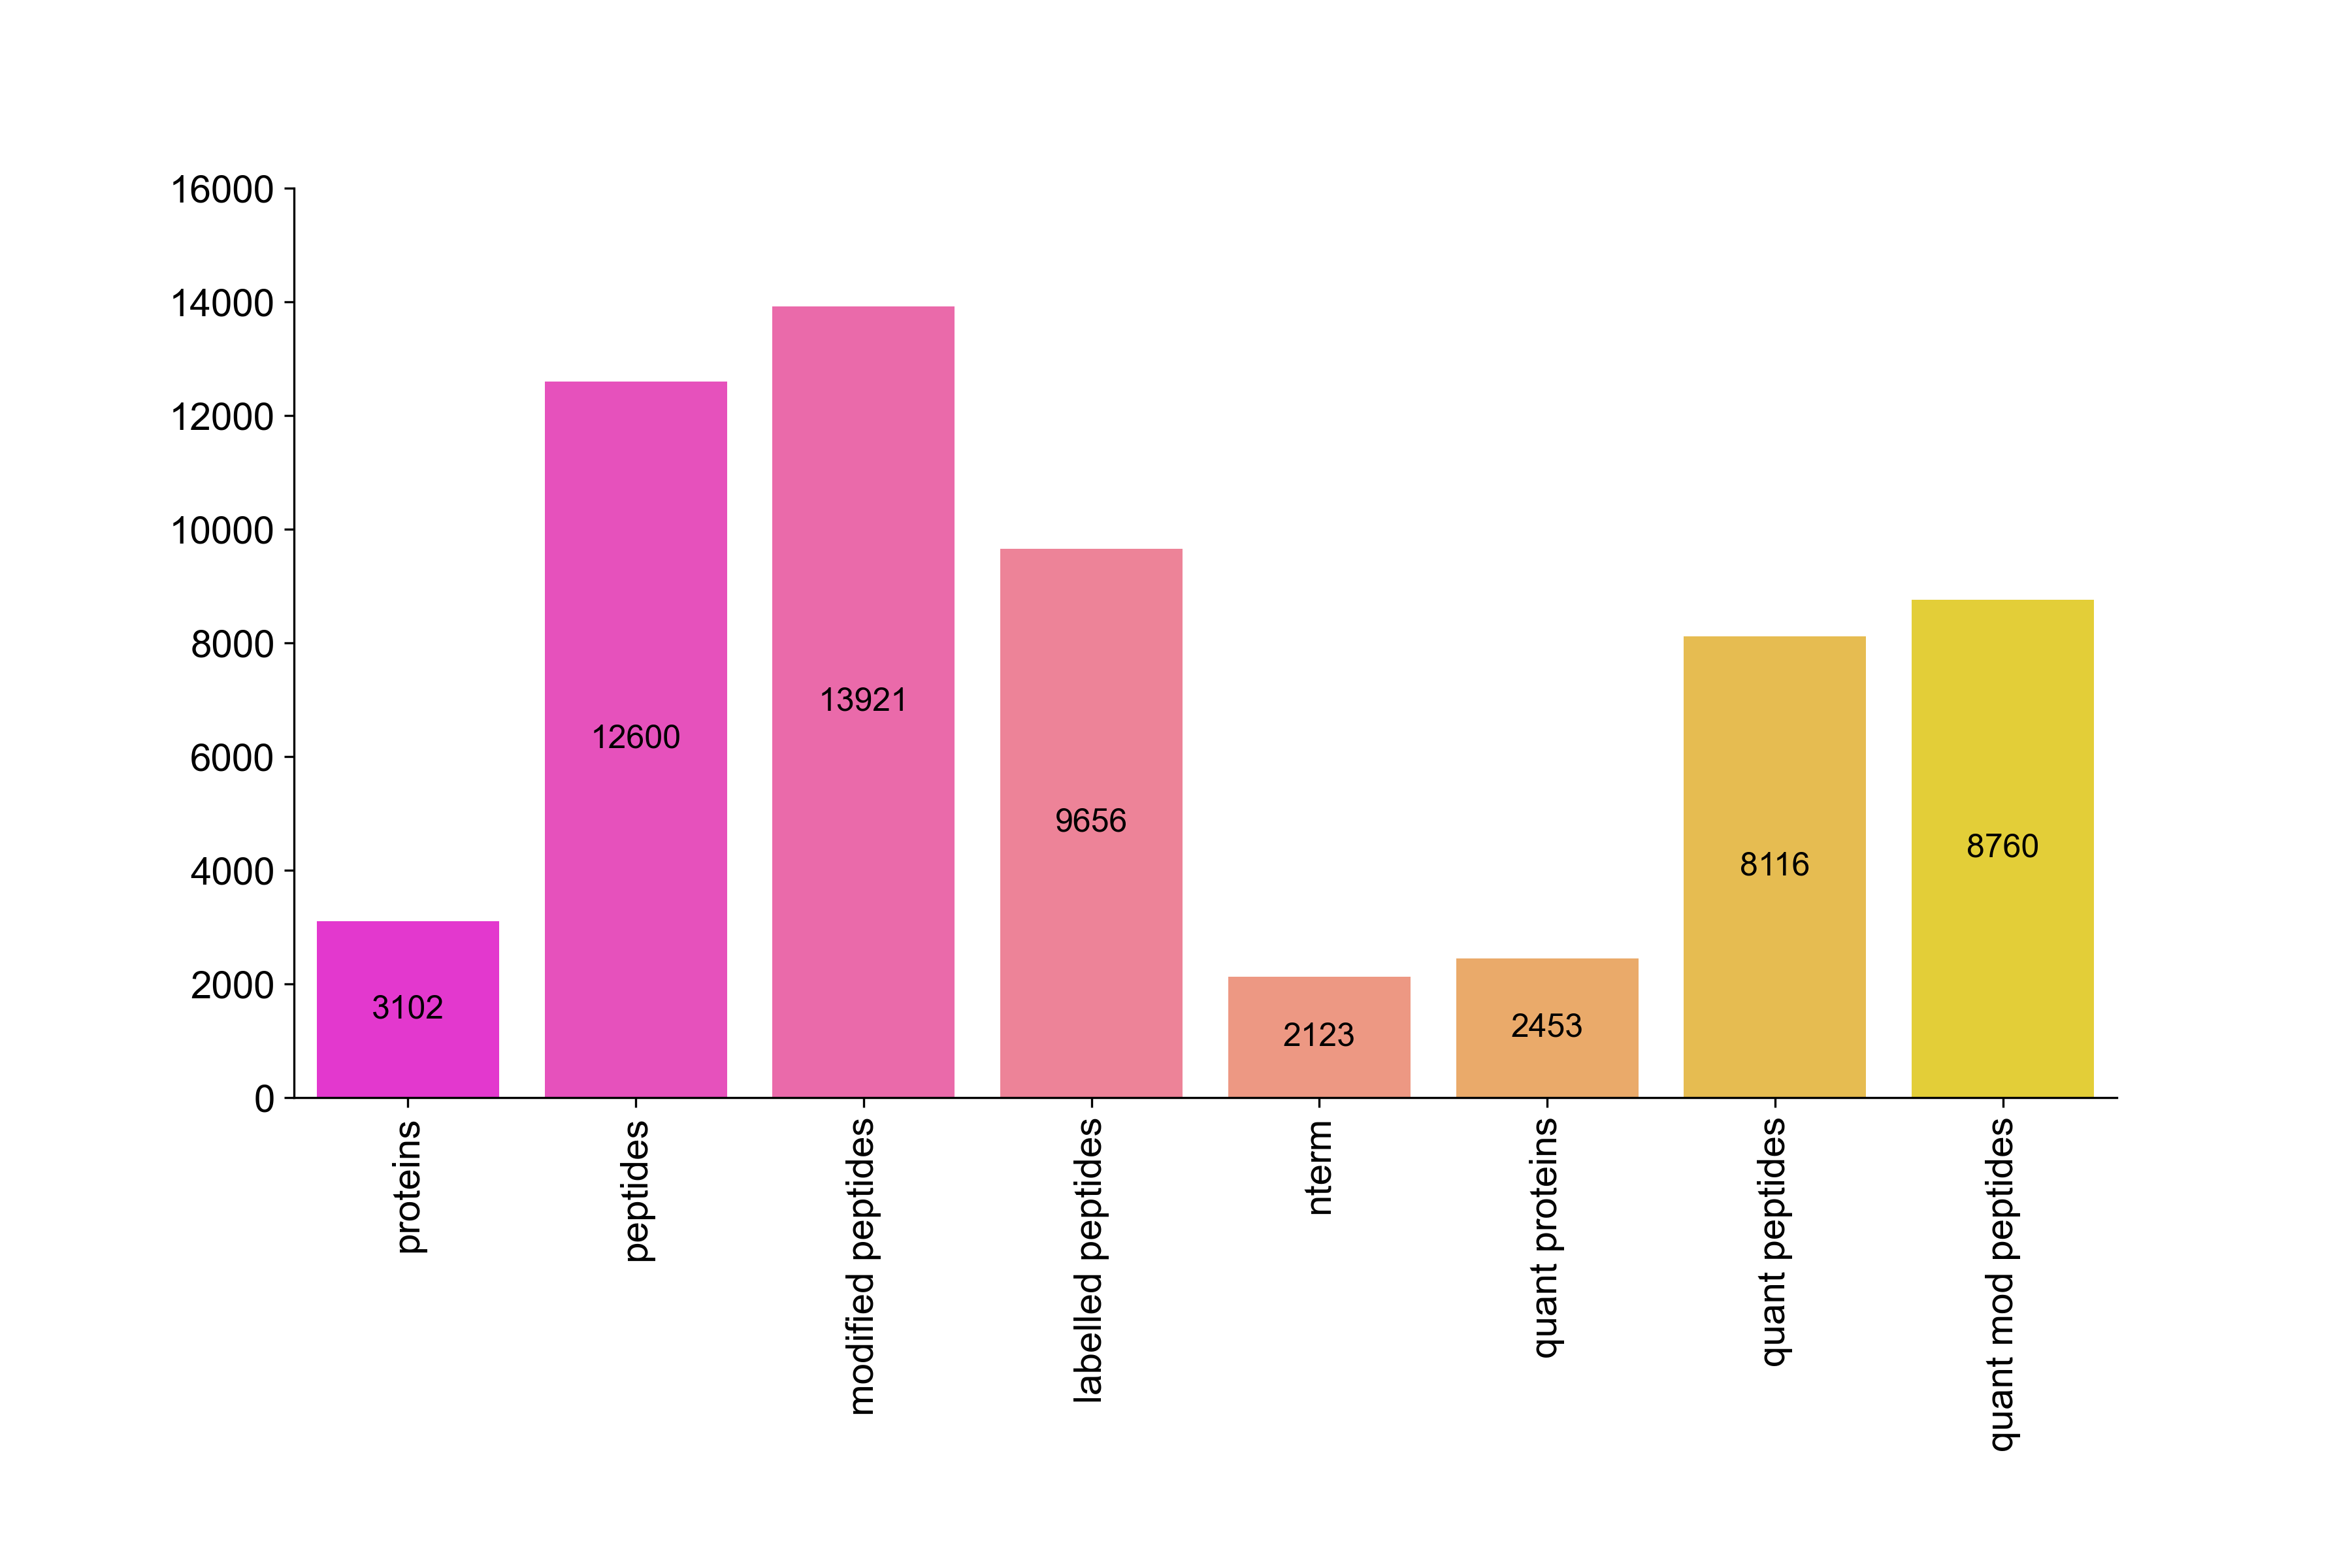 16000
14000
12000
10000
8000
6000
4000
2000
0
3102
12600
13921
9656
2123
2453
8116
8760
proteins
peptides
modified peptides
labelled peptides
nterm
quant proteins
quant peptides
quant mod peptides